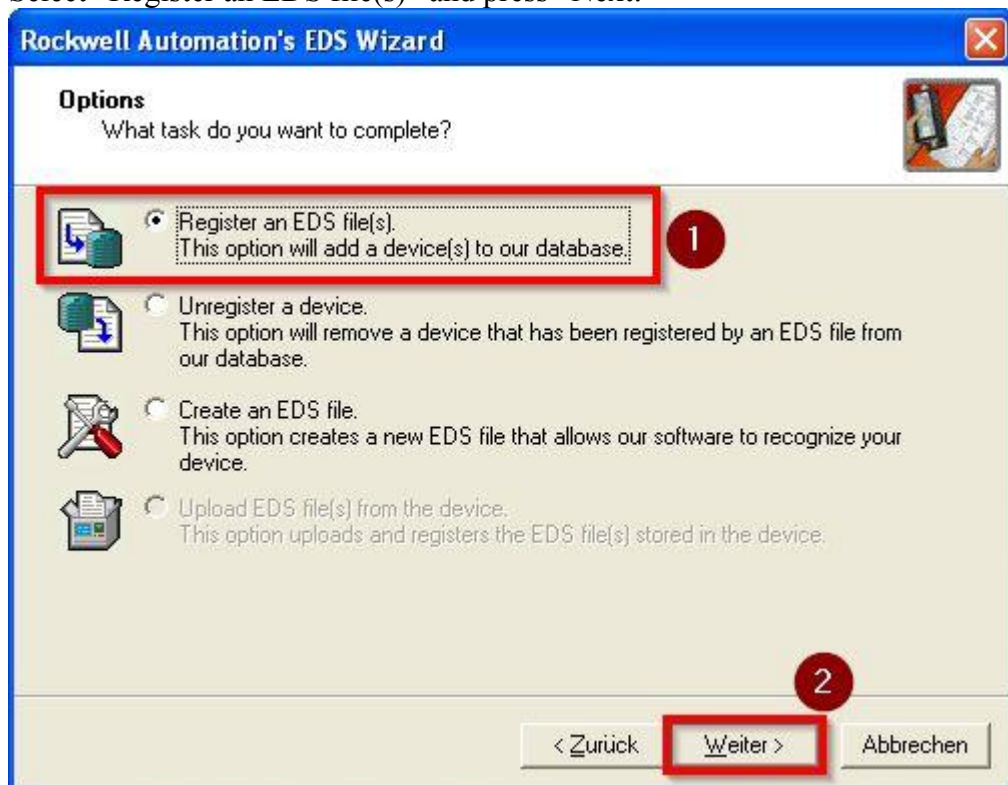 Select "Register an EDS file(s)" and press "Next.
Rockwell Automation's EDS Wizard
Options
What task do you want to complete?
Register an EDS file(s).
This option will add a device(s) to our database.
1
Unregister a device.
This option will remove a device that has been registered by an EDS file from
our database.
Create an EDS file.
This option creates a new EDS file that allows our software to recognize your
device.
Upload EDS file(s) from the device.
This option uploads and registers the EDS file(s) stored in the device.
2
< Zurück
Weiter >
Abbrechen